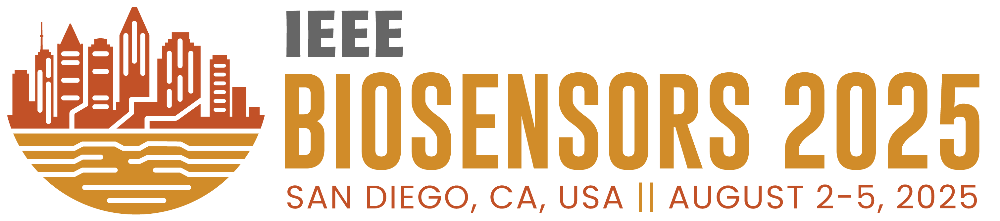 IEEE
BIOSENSORS 2025
SAN DIEGO, CA, USA || AUGUST 2-5, 2025